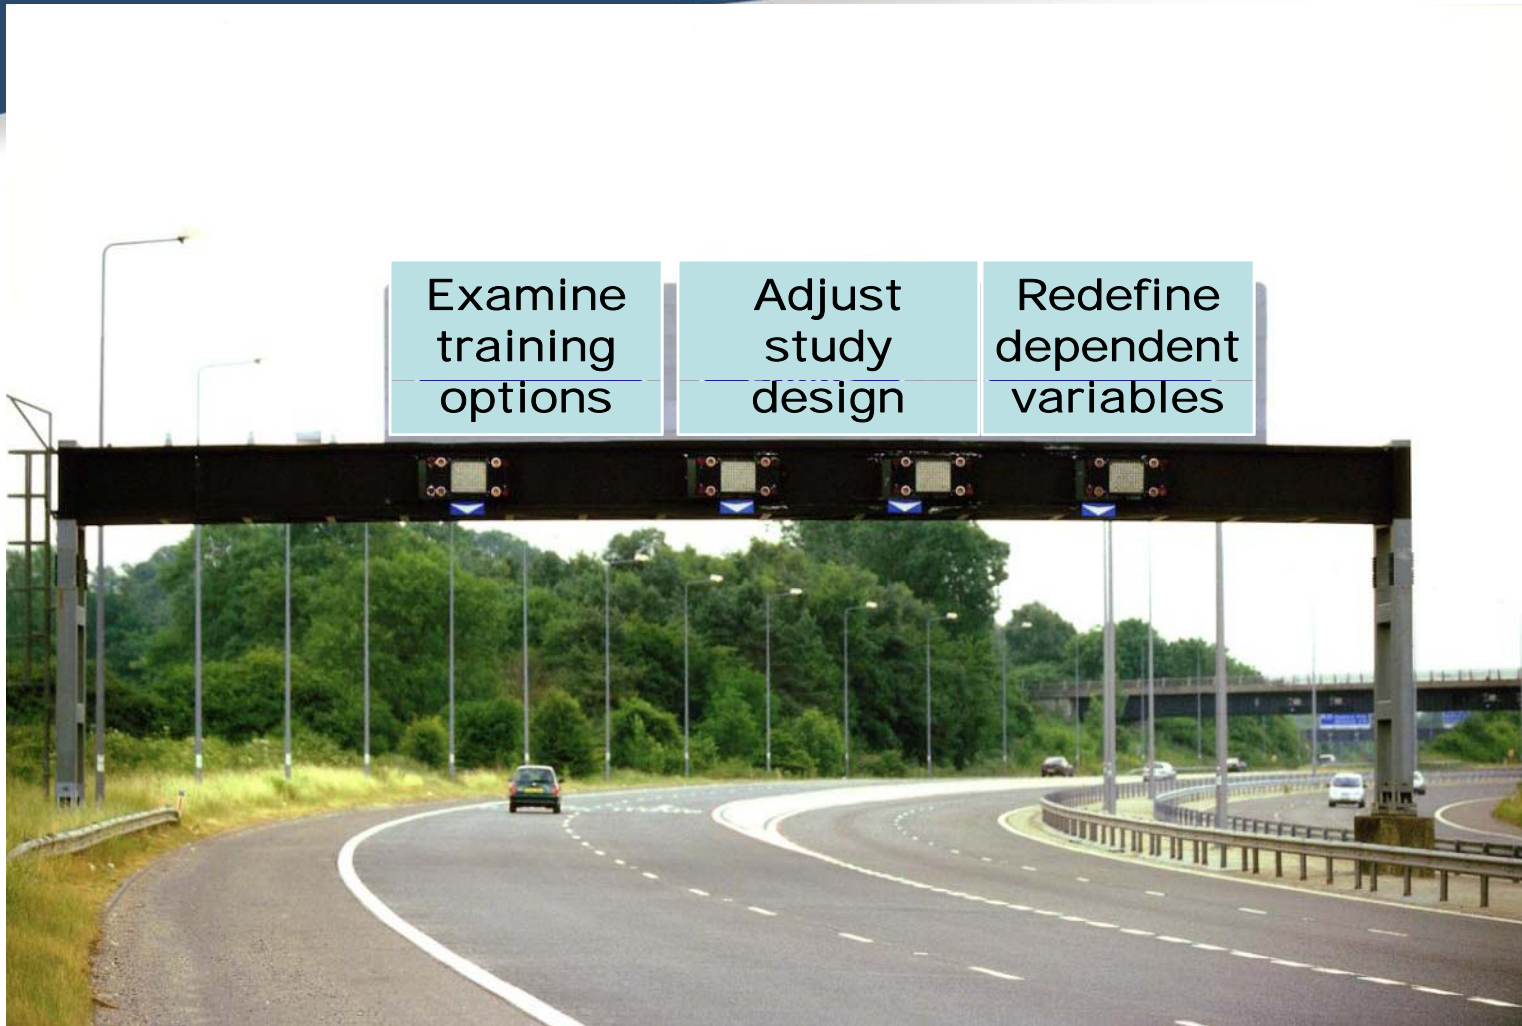 Examine
training
options
Adjust
study
design
Redefine
dependent
variables